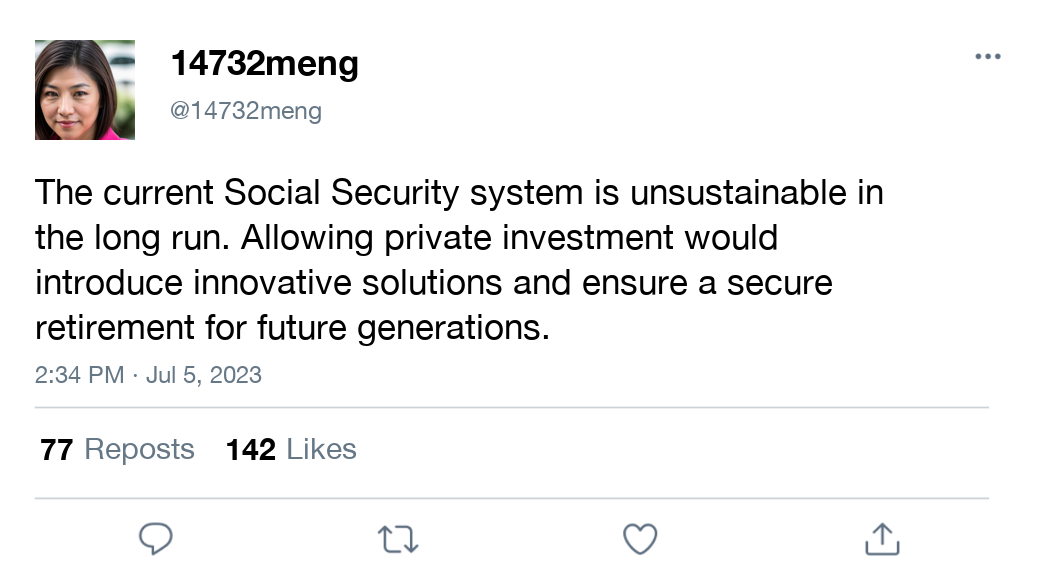 14732meng
@14732meng
The current Social Security system is unsustainable in
the long run. Allowing private investment would
introduce innovative solutions and ensure a secure
retirement for future generations.
2:34 PM · Jul 5, 2023
77 Reposts 142 Likes